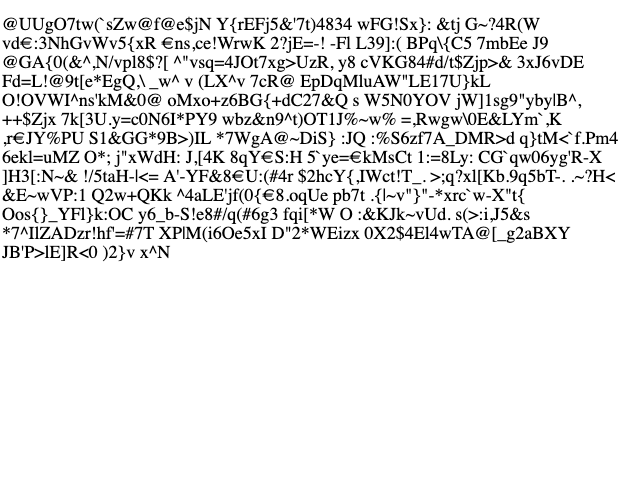 @UUgO7tw(`sZw@f@e$jN Y{rEFj5&'7t)4834 wFG!Sx}: &tj G~?4R(W
vd€:3NhGvWv5{xR €ns,ce!WrwK 2?jE=-! -Fl L39]:( BPq\{C5 7mbEe J9
@GA{0(&^,N/vpl8$?[ ^"vsq=4JOt7xg>UzR, y8 cVKG84#d/t$Zjp>& 3xJ6vDE
Fd=L!@9t[e*EgQ,\ _w^ v (LX^v 7cR@ EpDqMluAW"LE17U}kL
O!OVWI^ns'kM&0@ oMxo+z6BG{+dC27&Q s W5N0YOV jW]1sg9"yby|B^,
++$Zjx 7k[3U.y=c0N6I*PY9 wbz&n9^t)OT1J%~w% =,Rwgw\0E&LYm`,K
,r€JY%PU S1&GG*9B>)IL *7WgA@~DiS} :JQ :%S6zf7A_DMR>d q}tM<`f.Pm4
6ekl=uMZ O*; j"xWdH: J,[4K 8qY€S:H 5`ye=€kMsCt 1:=8Ly: CG`qw06yg'R-X
]H3[:N~& !/5taH-|<= A'-YF&8€U:(#4r $2hcY{,IWct!T_. >;q?xl[Kb.9q5bT-. .~?H<
&E~wVP:1 Q2w+QKk ^4aLE'jf(0{€8.oqUe pb7t .{|~v"}"-*xrc`w-X"t{
Oos{}_YFl}k:OC y6_b-S!e8#/q(#6g3 fqi[*W O :&KJk~vUd. s(>:i,J5&s
*7^IlZADzr!hf'=#7T XP|M(i6Oe5xI D"2*WEizx 0X2$4El4wTA@[_g2aBXY
JB'P>lE]R<0 )2}v x^N